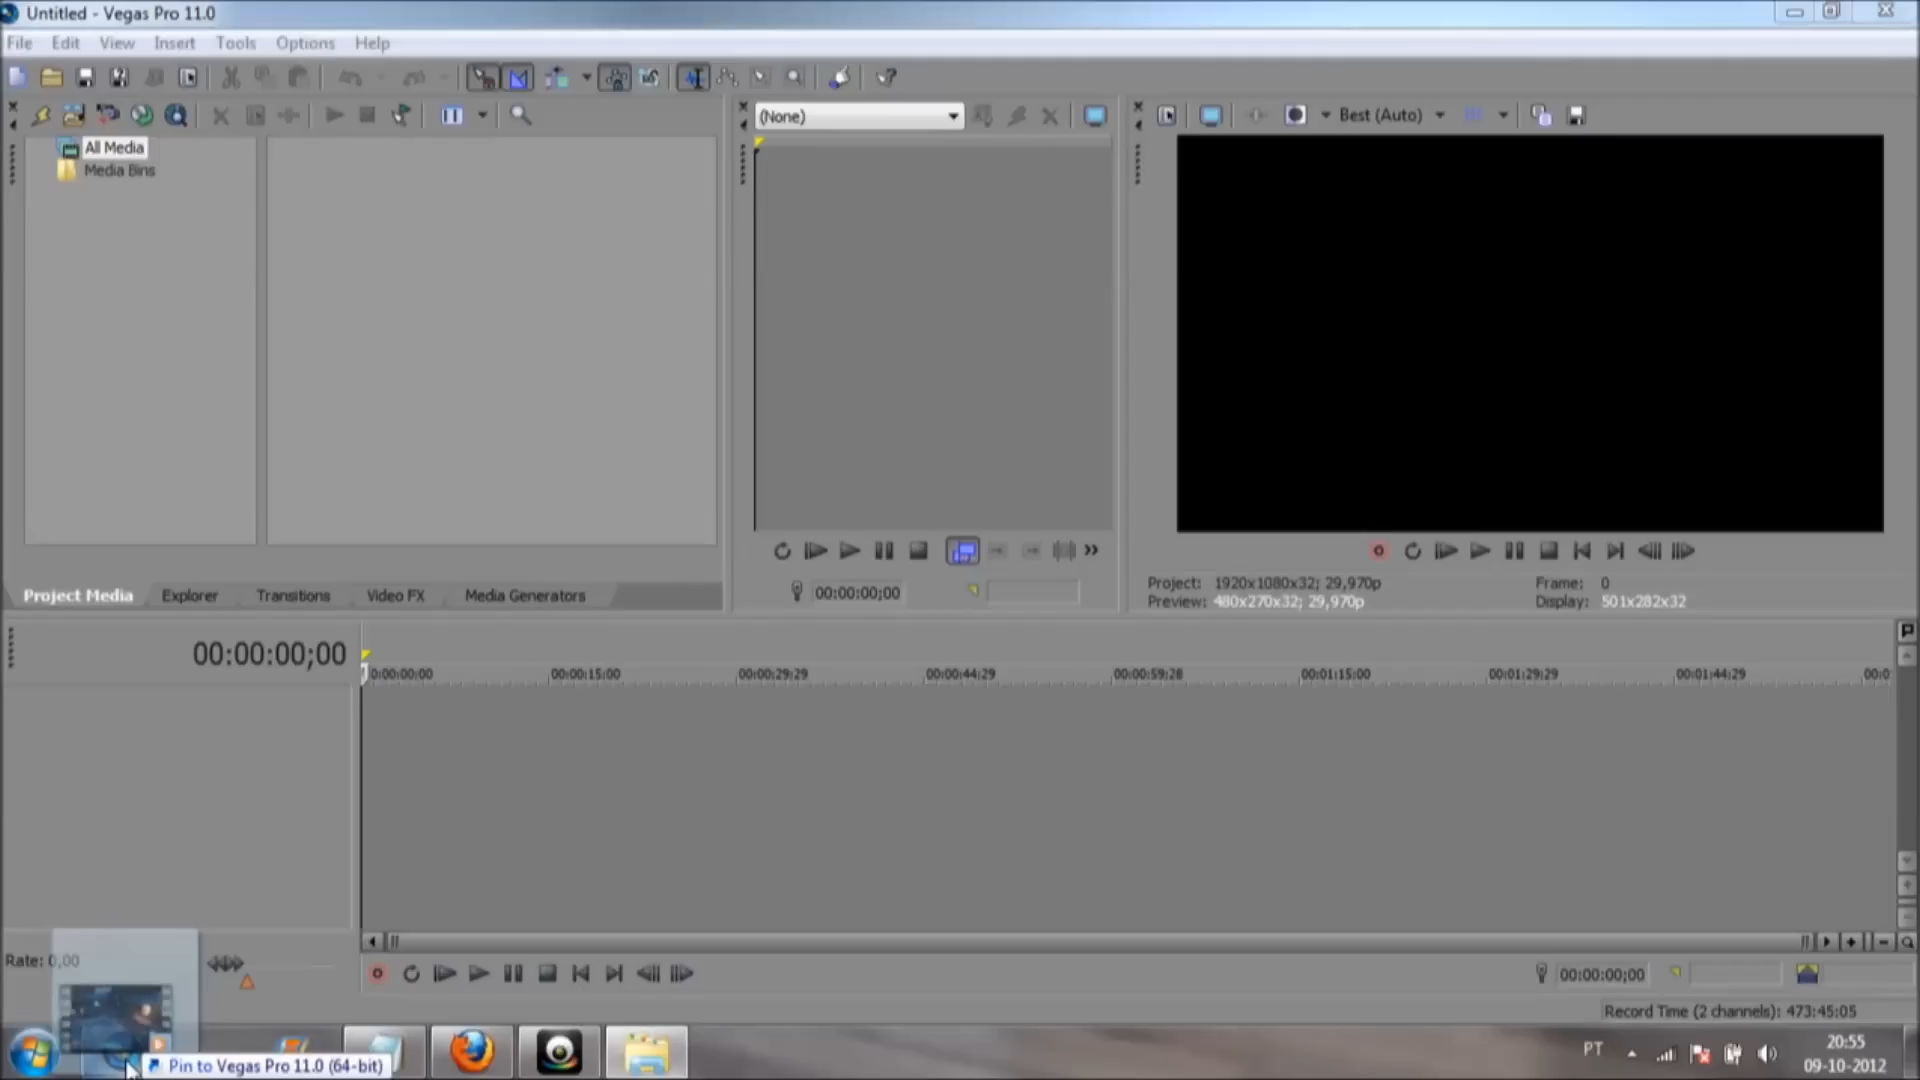 Untitled - Vegas Pro 11.0
File Edit View Insert Tools Options Help
(None)
Best (Auto)
All Media
Media Bins
Project Media Explorer Transitions Video FX Media Generators
00:00:00;00
Project: 1920x1080x32; 29,970p
Preview: 480x270x32; 29,970p
Frame: 0
Display: 501x282x32
00:00:00;00
0:00:00:00 00:00:15:00 00:00:29:29 00:00:44:29 00:00:59:28 00:01:15:00 00:01:29:29 00:01:44:29 00:0
Rate: 0,00
00:00:00;00
Record Time (2 channels): 473:45:05
Pin to Vegas Pro 11.0 (64-bit)
PT
20:55
09-10-2012